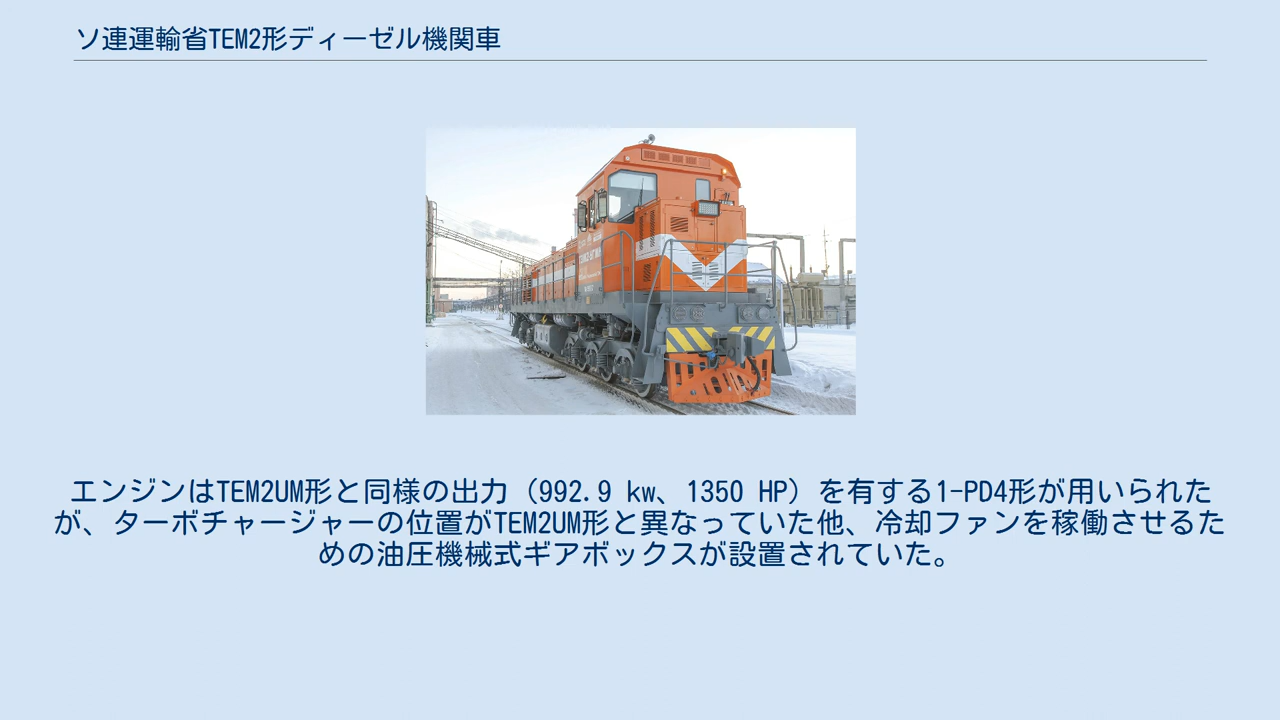 ソ連運輸省TEM2形ディーゼル機関車
エンジンはTEM2UM形と同様の出力（992.9 kw、1350 HP）を有する1-PD4形が用いられた
が、ターボチャージャーの位置がTEM2UM形と異なっていた他、冷却ファンを稼働させるた
めの油圧機械式ギアボックスが設置されていた。